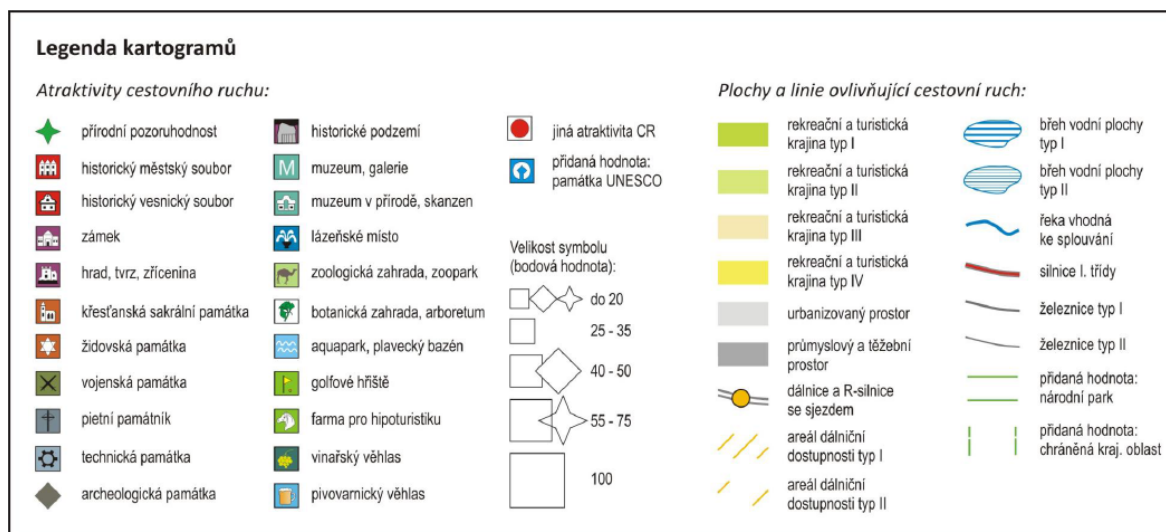 Legenda kartogramů
Atraktivity cestovního ruchu:
přírodní pozoruhodnost
historický městský soubor
historický vesnický soubor
zámek
hrad, tvrz, zřícenina
křesťanská sakrální památka
židovská památka
vojenská památka
pietní památník
technická památka
archeologická památka
historické podzemí
M
muzeum, galerie
muzeum v přírodě, skanzen
lázeňské místo
zoologická zahrada, zoopark
botanická zahrada, arboretum
aquapark, plavecký bazén
golfové hřiště
farma pro hipoturistiku
vinařský věhlas
pivovarnický věhlas
jiná atraktivita CR
přidaná hodnota:
památka UNESCO
Velikost symbolu
(bodová hodnota):
do 20
25 - 35
40 - 50
55 - 75
100
Plochy a linie ovlivňující cestovní ruch:
rekreační a turistická
krajina typ I
rekreační a turistická
krajina typ II
rekreační a turistická
krajina typ III
rekreační a turistická
krajina typ IV
urbanizovaný prostor
průmyslový a těžební
prostor
dálnice a R-silnice
se sjezdem
areál dálniční
dostupnosti typ I
areál dálniční
dostupnosti typ II
břeh vodní plochy
typ I
břeh vodní plochy
typ II
řeka vhodná
ke splouvání
silnice I. třídy
železnice typ I
železnice typ II
přidaná hodnota:
národní park
přidaná hodnota:
chráněná kraj. oblast